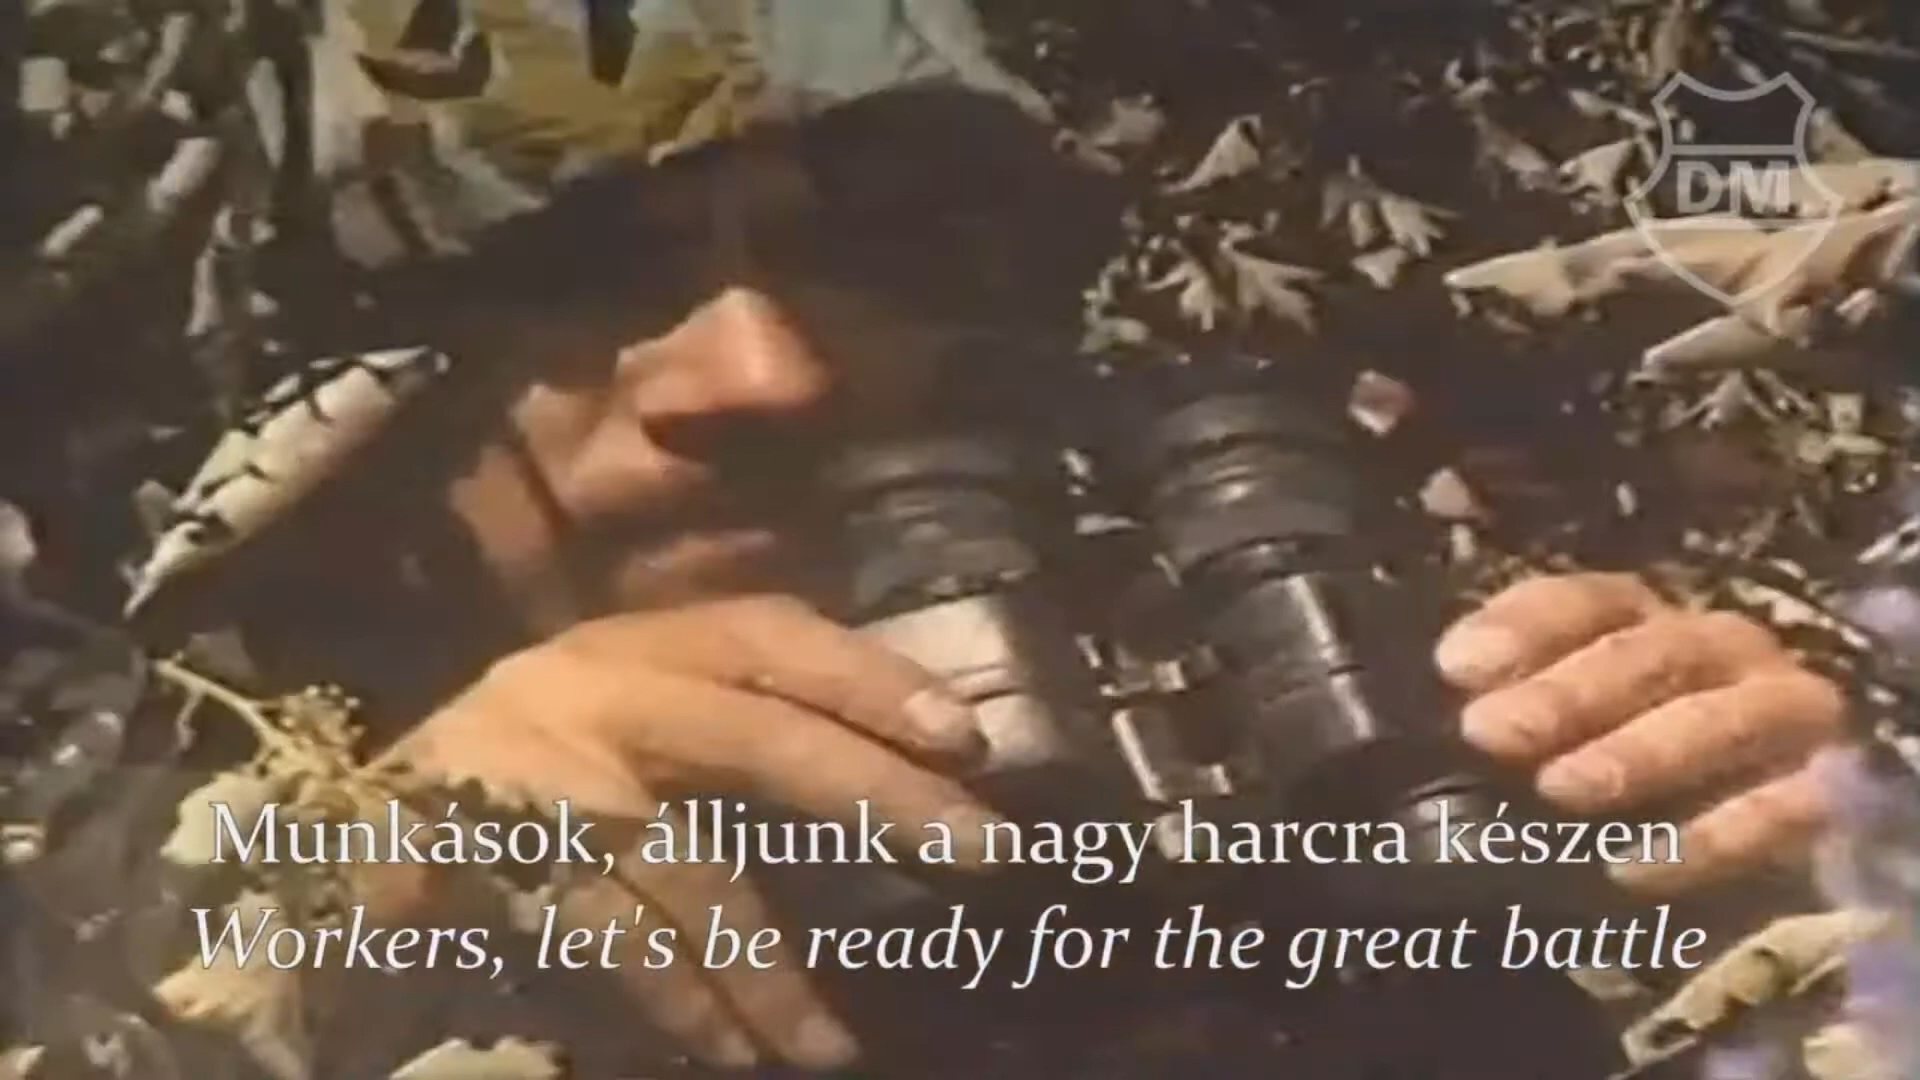 DM
Munkások, álljunk a nagy harcra készen
Workers, let's be ready for the great battle